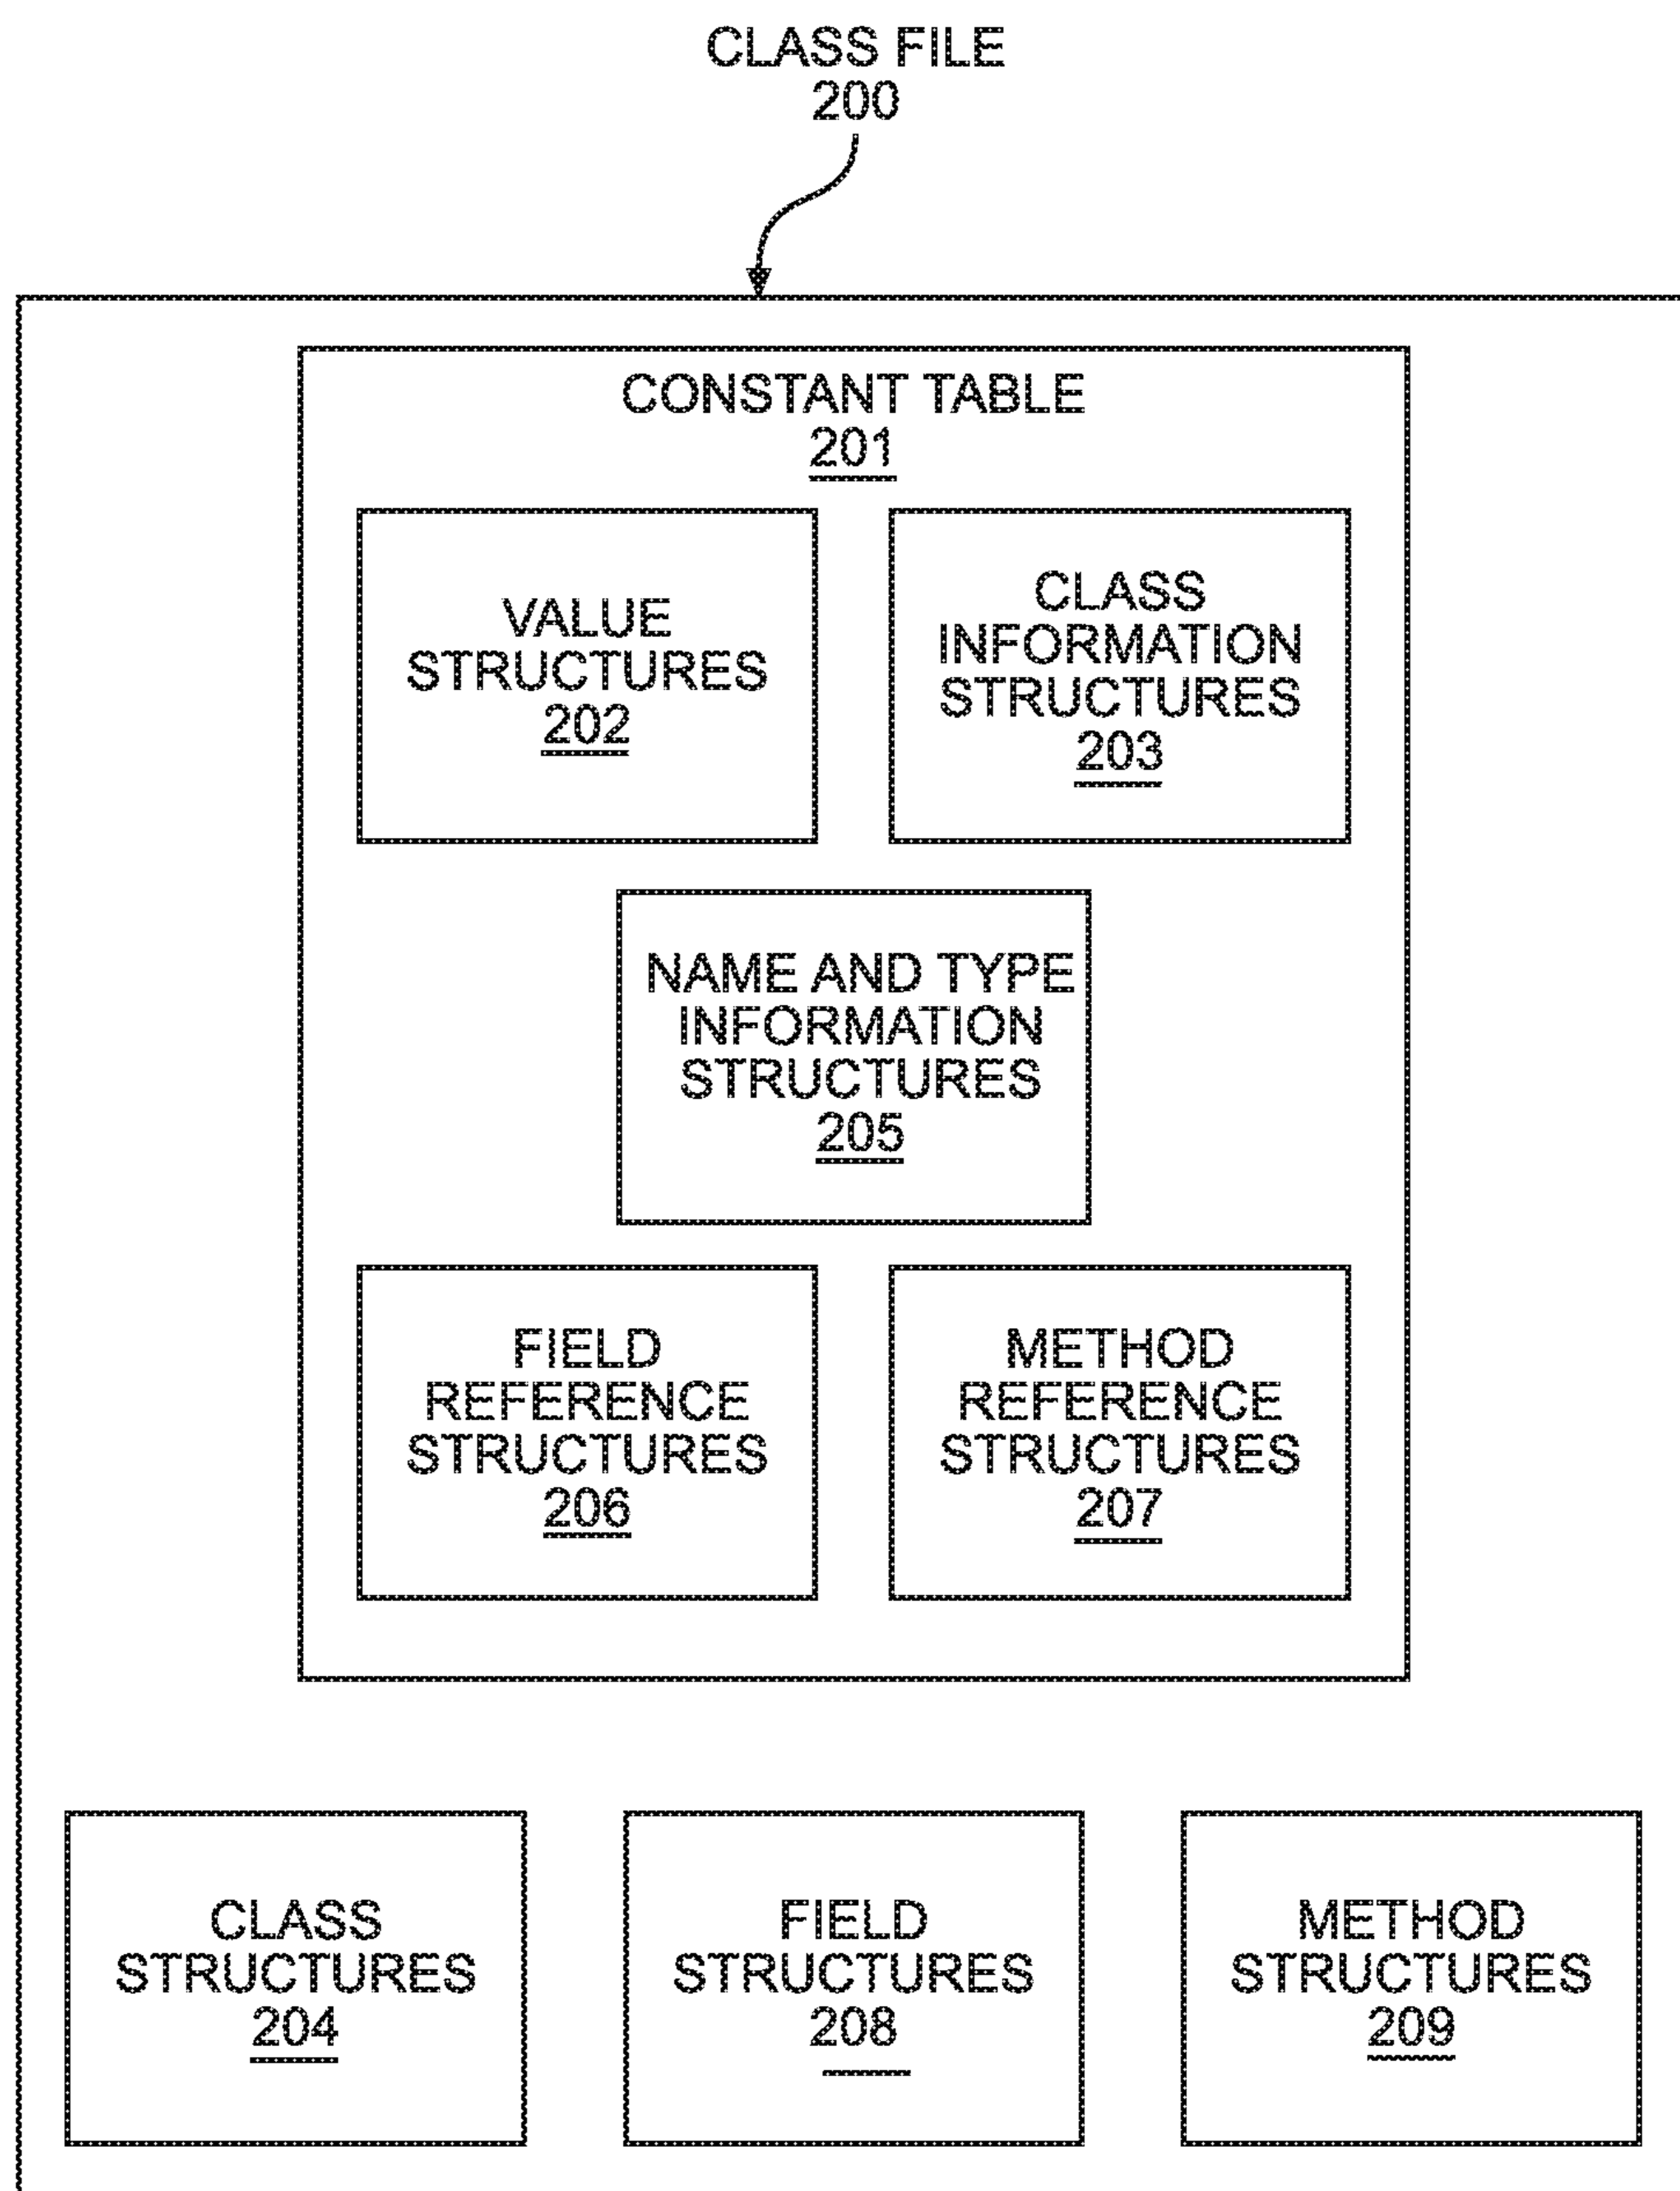 CLASS FILE
200
CONSTANT TABLE
201
VALUE
STRUCTURES
202
CLASS
INFORMATION
STRUCTURES
203
NAME AND TYPE
INFORMATION
STRUCTURES
205
FIELD
REFERENCE
STRUCTURES
206
METHOD
REFERENCE
STRUCTURES
207
CLASS
STRUCTURES
204
FIELD
STRUCTURES
208
METHOD
STRUCTURES
209